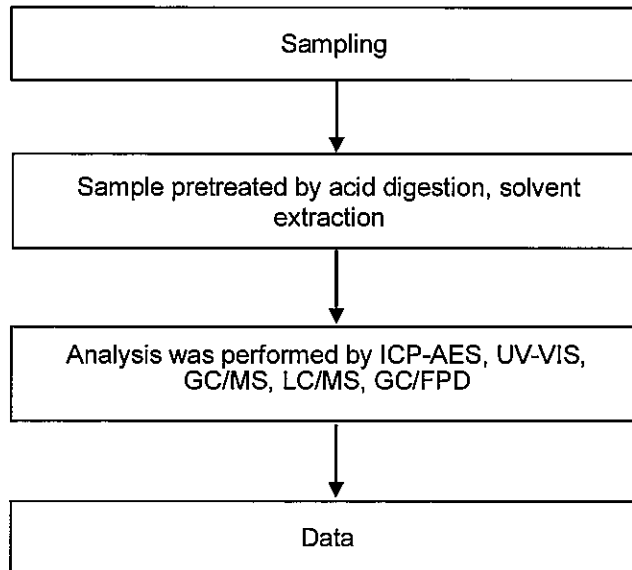 Sampling
Sample pretreated by acid digestion, solvent
extraction
Analysis was performed by ICP-AES, UV-VIS,
GC/MS, LC/MS, GC/FPD
Data